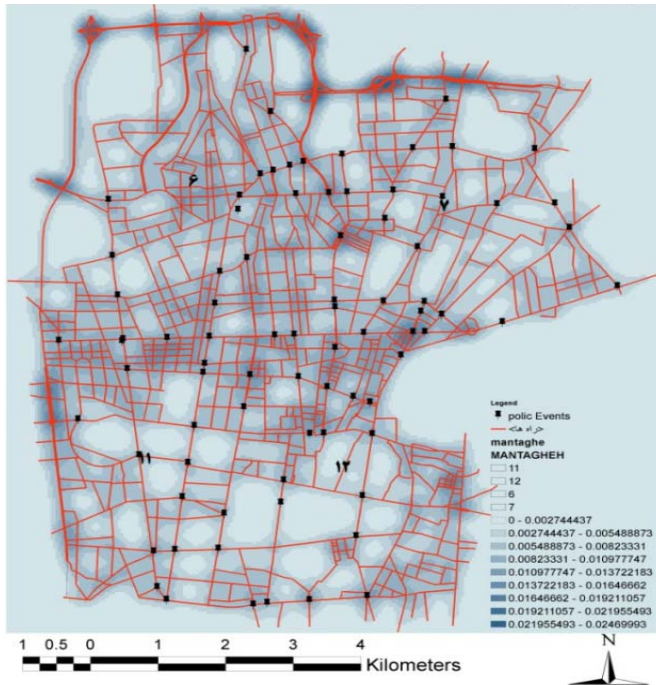 ۶
۷
۱۱
۱۲
Legend
polic Events
mantaghe
MANTAGHEH
11
12
6
7
0 - 0.002744437
0.002744437 - 0.005488873
0.005488873 - 0.00823331
0.00823331 - 0.010977747
0.010977747 - 0.013722183
0.013722183 - 0.01646662
0.01646662 - 0.019211057
0.019211057 - 0.021955493
0.021955493 - 0.02469993
1 0.5 0 1 2 3 4
Kilometers
N